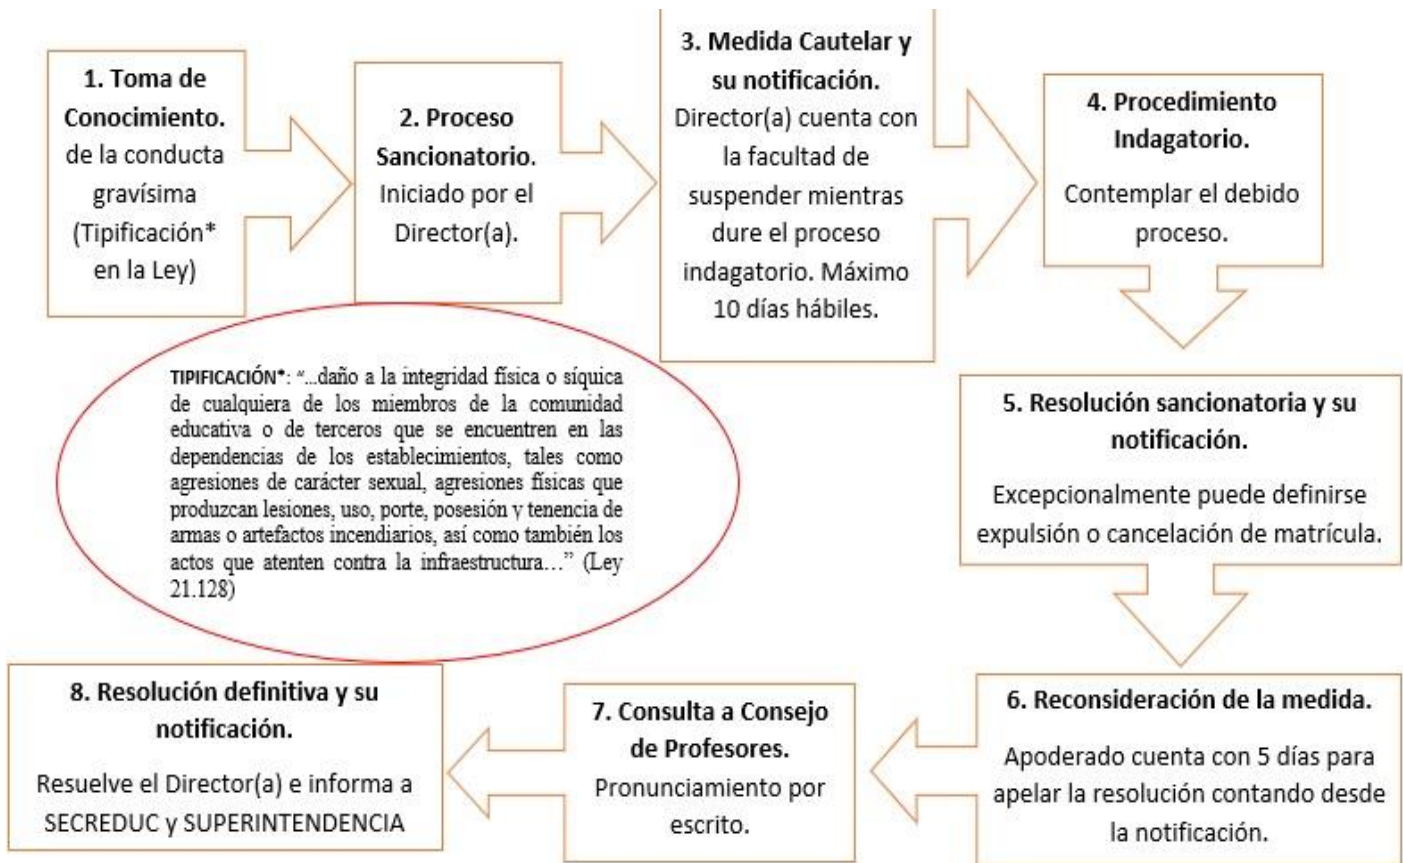 1. Toma de
Conocimiento.
de la conducta
gravísima
(Tipificación*
en la Ley)
2. Proceso
Sancionatorio.
Iniciado por el
Director(a).
3. Medida Cautelar y
su notificación.
Director(a) cuenta con
la facultad de
suspender mientras
dure el proceso
indagatorio. Máximo
10 días hábiles.
4. Procedimiento
Indagatorio.
Contemplar el debido
proceso.
TIPIFICACIÓN*: “...daño a la integridad física o síquica
de cualquiera de los miembros de la comunidad
educativa o de terceros que se encuentren en las
dependencias de los establecimientos, tales como
agresiones de carácter sexual, agresiones físicas que
produzcan lesiones, uso, porte, posesión y tenencia de
armas o artefactos incendiarios, así como también los
actos que atenten contra la infraestructura…” (Ley
21.128)
5. Resolución sancionatoria y su
notificación.
Excepcionalmente puede definirse
expulsión o cancelación de matrícula.
6. Reconsideración de la medida.
Apoderado cuenta con 5 días para
apelar la resolución contando desde
la notificación.
7. Consulta a Consejo
de Profesores.
Pronunciamiento por
escrito.
8. Resolución definitiva y su
notificación.
Resuelve el Director(a) e informa a
SECREDUC y SUPERINTENDENCIA